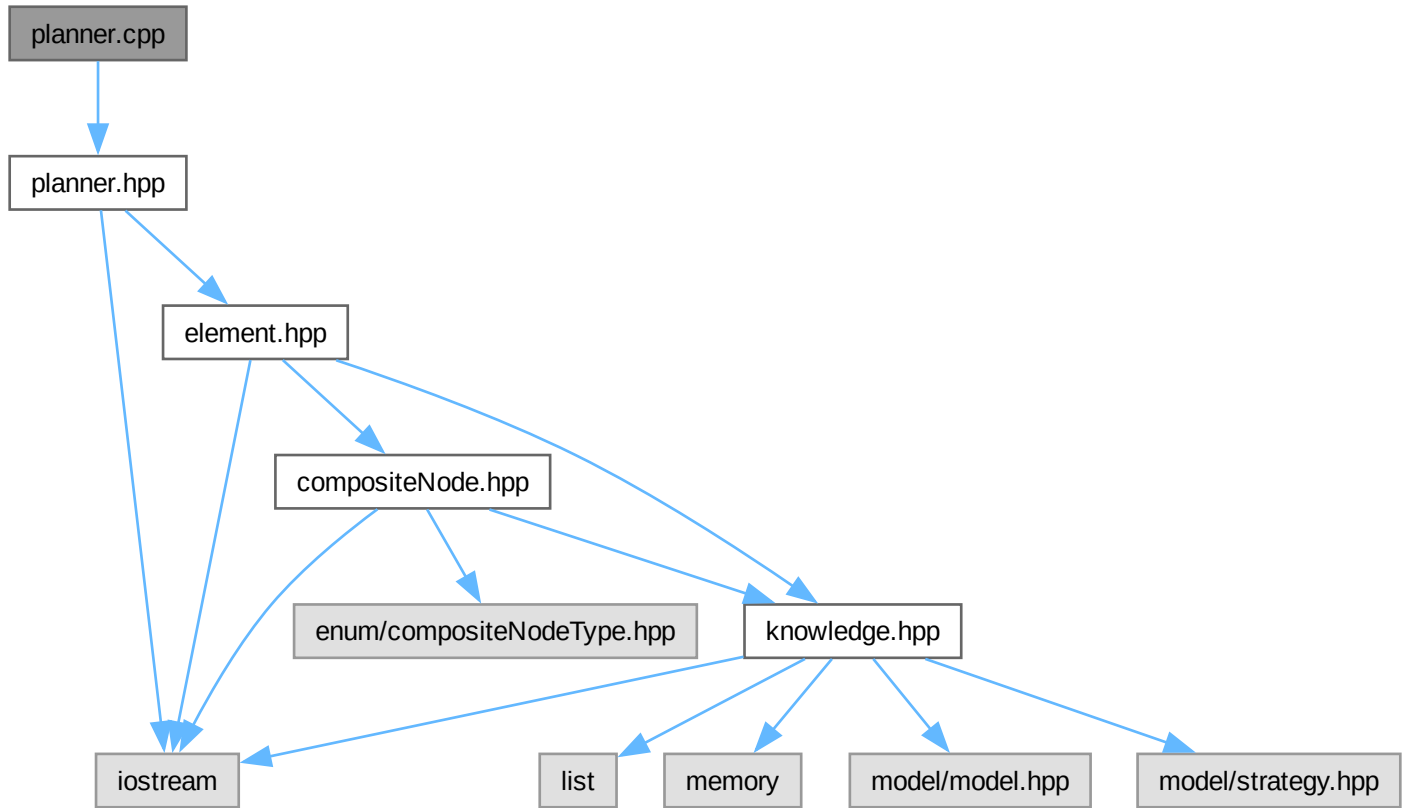 planner.cpp
planner.hpp
element.hpp
compositeNode.hpp
enum/compositeNodeType.hpp
knowledge.hpp
iostream
list
memory
model/model.hpp
model/strategy.hpp